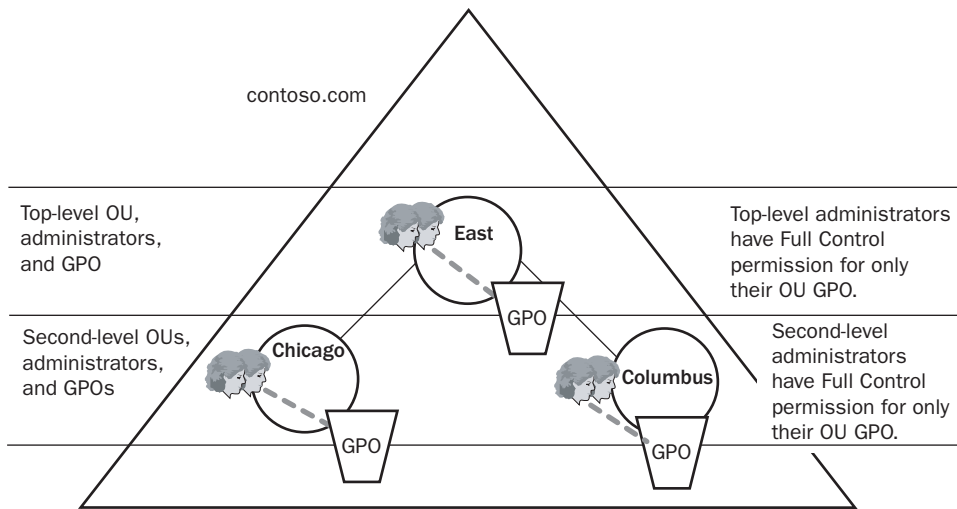 contoso.com
Top-level OU,
administrators,
and GPO
East
GPO
Top-level administrators
have Full Control
permission for only
their OU GPO.
Second-level OUs,
administrators,
and GPOs
Chicago
GPO
Columbus
GPO
Second-level
administrators
have Full Control
permission for only
their OU GPO.